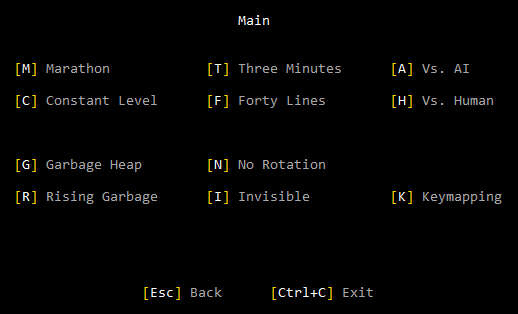 Main
[M] Marathon [T] Three Minutes [A] Vs. AI
[C] Constant Level [F] Forty Lines [H] Vs. Human
[G] Garbage Heap [N] No Rotation
[R] Rising Garbage [I] Invisible [K] Keymapping
[Esc] Back [Ctrl+C] Exit